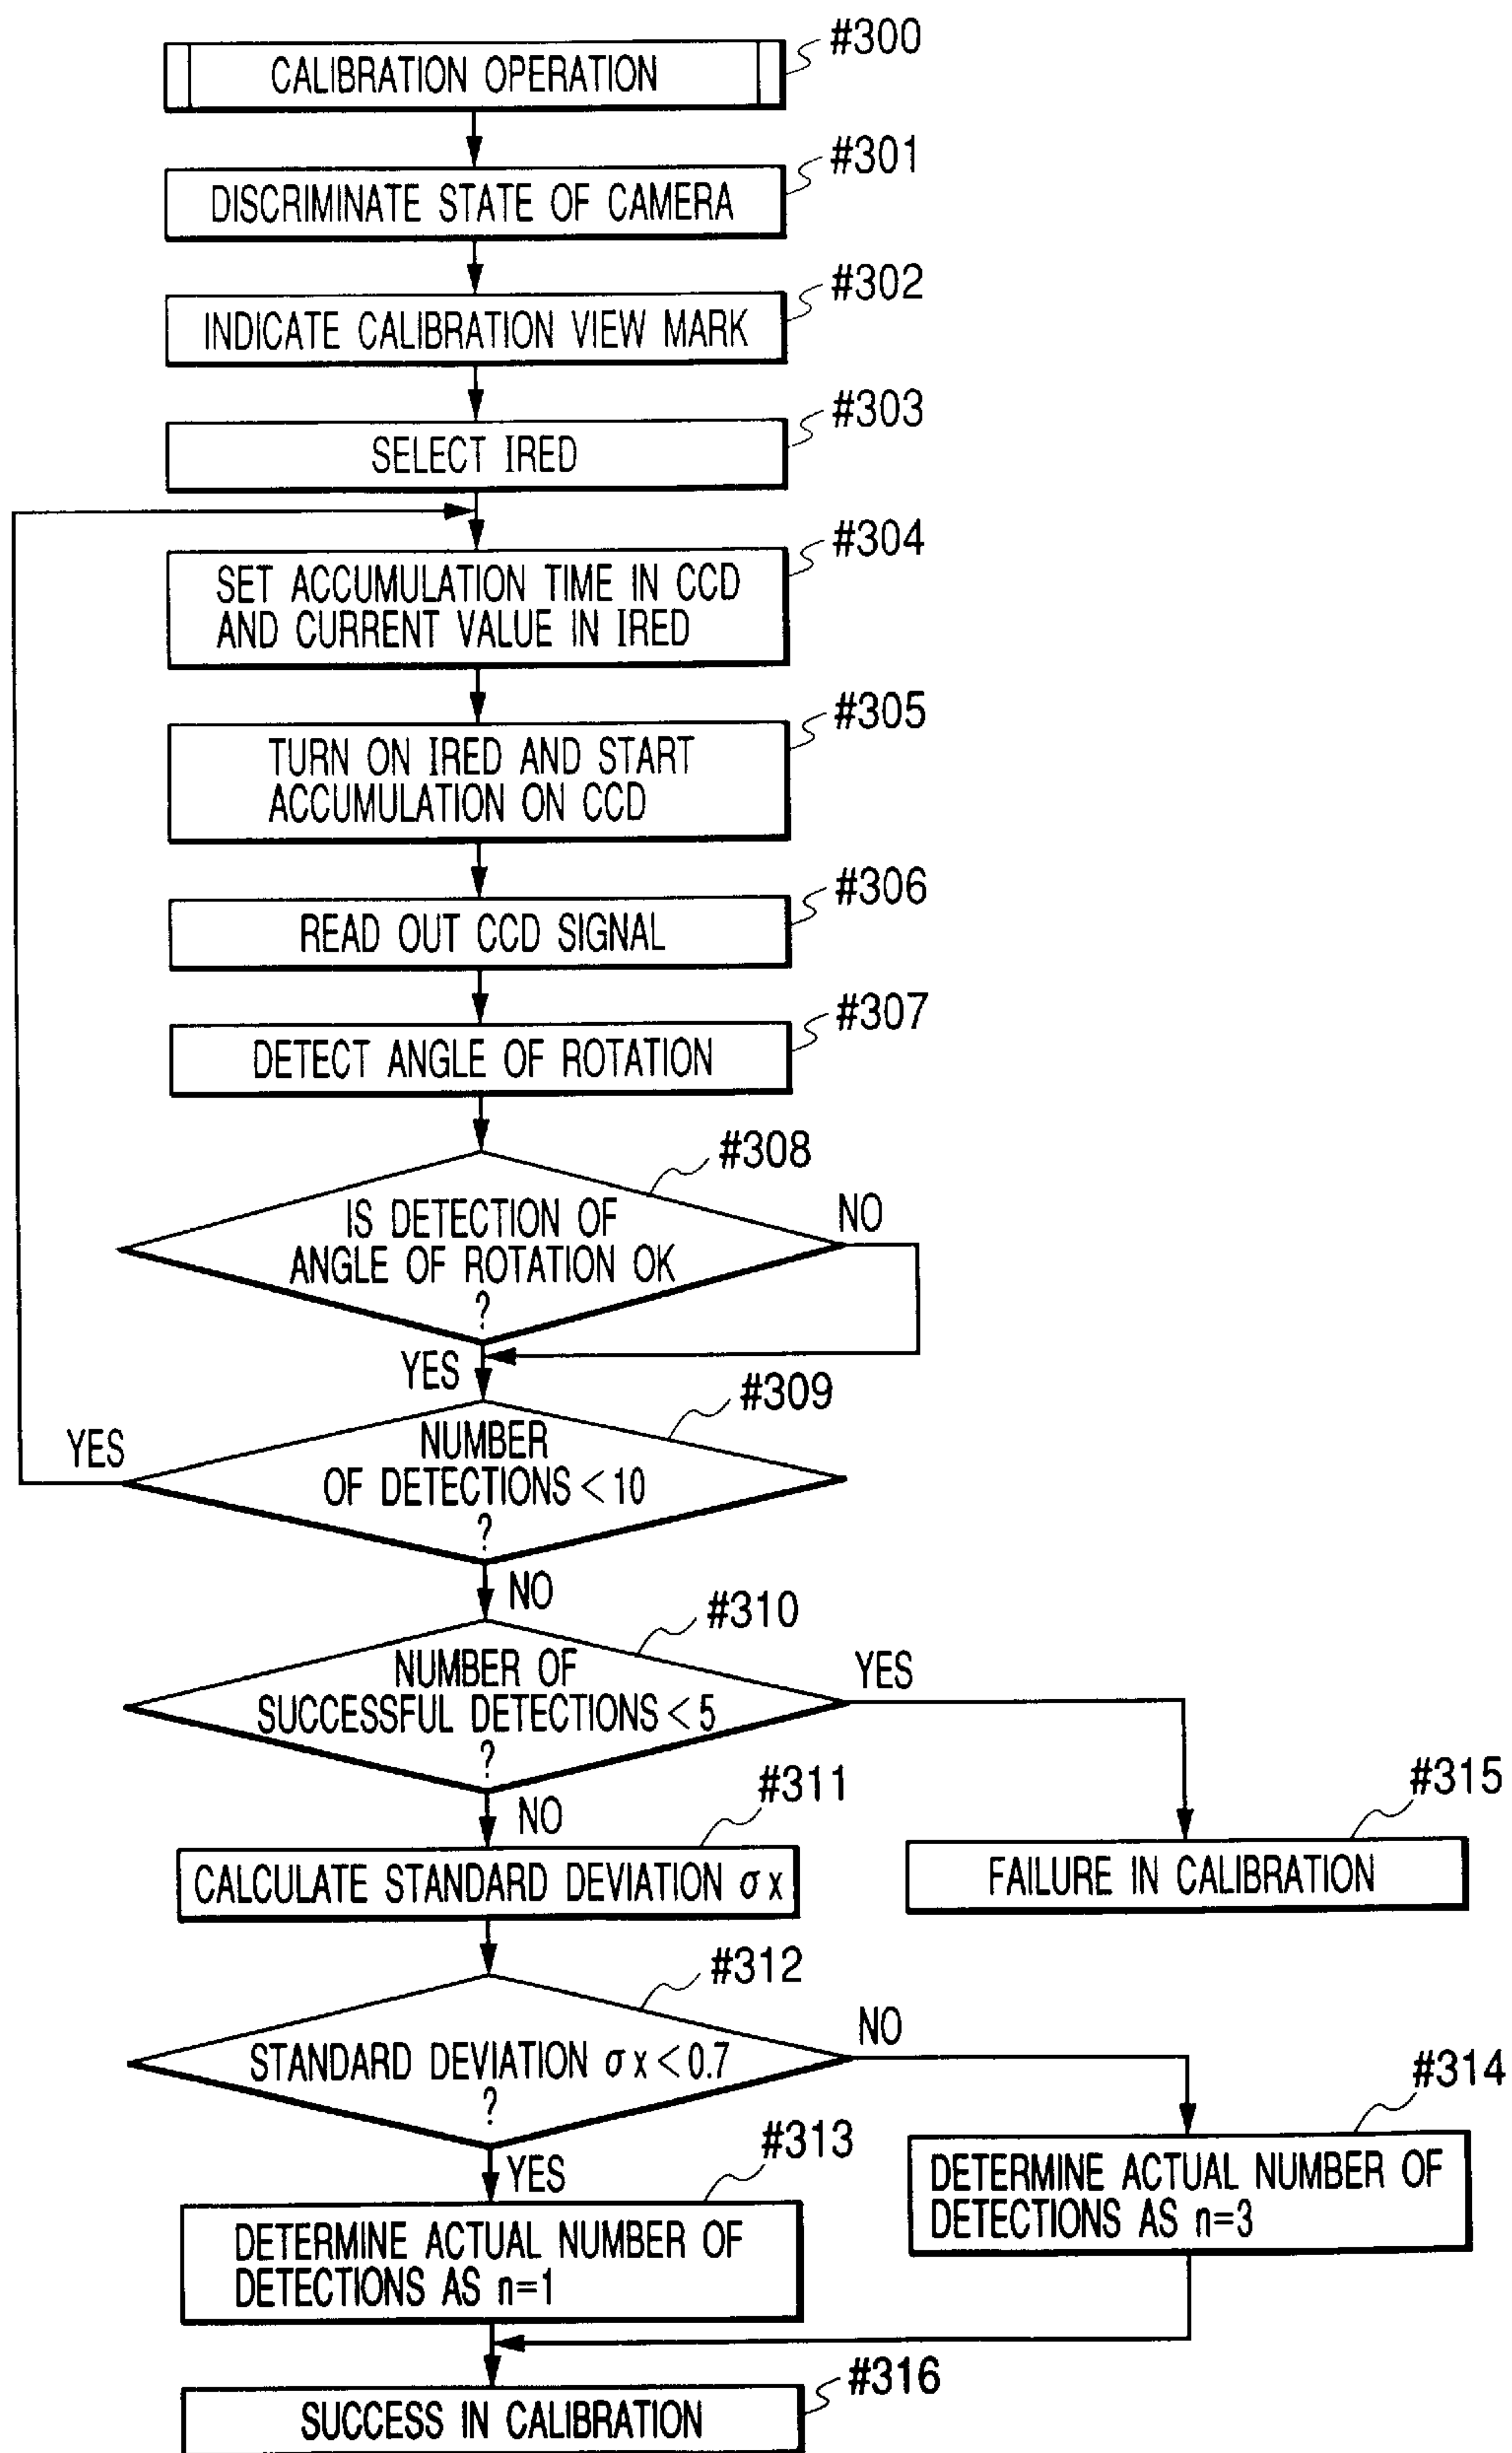 #300
CALIBRATION OPERATION
#301
DISCRIMINATE STATE OF CAMERA
#302
INDICATE CALIBRATION VIEW MARK
#303
SELECT IRED
#304
SET ACCUMULATION TIME IN CCD
AND CURRENT VALUE IN IRED
#305
TURN ON IRED AND START
ACCUMULATION ON CCD
#306
READ OUT CCD SIGNAL
#307
DETECT ANGLE OF ROTATION
#308
IS DETECTION OF
ANGLE OF ROTATION OK
?
NO
YES
#309
NUMBER
OF DETECTIONS < 10
?
YES
NO
#310
NUMBER OF
SUCCESSFUL DETECTIONS < 5
?
YES
NO
#311
CALCULATE STANDARD DEVIATION σx
#315
FAILURE IN CALIBRATION
#312
STANDARD DEVIATION σx < 0.7
?
NO
YES
#313
DETERMINE ACTUAL NUMBER OF
DETECTIONS AS n=1
#314
DETERMINE ACTUAL NUMBER OF
DETECTIONS AS n=3
#316
SUCCESS IN CALIBRATION